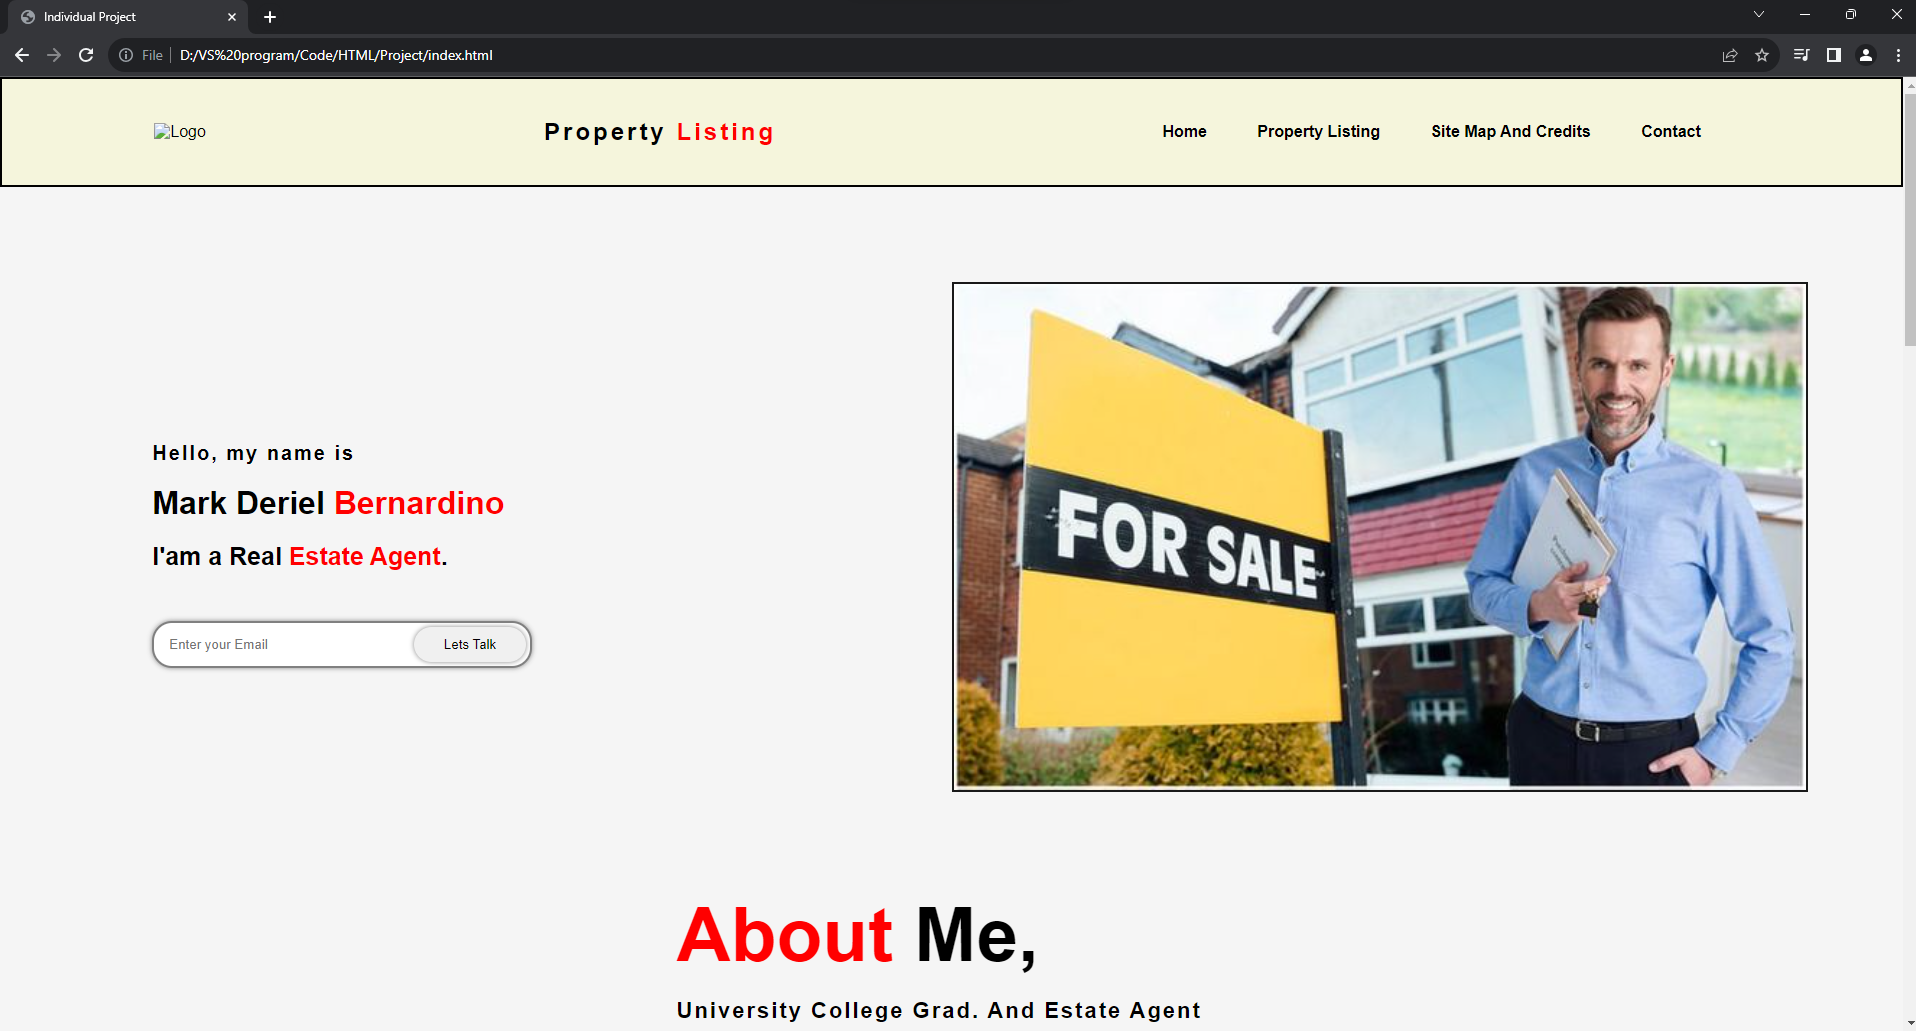 Individual Project
File
D:/VS%20program/Code/HTML/Project/index.html
Logo
Property Listing
Home
Property Listing
Site Map And Credits
Contact
Hello, my name is
Mark Deriel Bernardino
I'am a Real Estate Agent.
Enter your Email
Lets Talk
FOR SALE
About Me,
University College Grad. And Estate Agent